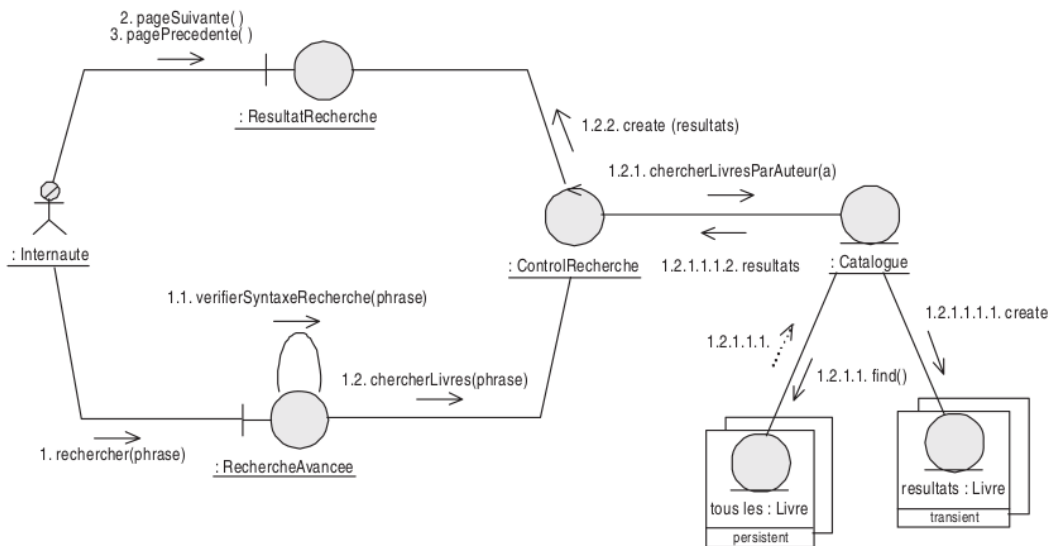 2. pageSuivante( )
3. pagePrecedente( )
: ResultatRecherche
1.2.2. create (resultats)
1.2.1. chercherLivresParAuteur(a)
: Internaute
: ControlRecherche
1.2.1.1.1.2. resultats
: Catalogue
1.1. verifierSyntaxeRecherche(phrase)
1.2.1.1.1.1. create
1.2.1.1.1.
1.2. chercherLivres(phrase)
1.2.1.1. find()
1. rechercher(phrase)
: RechercheAvancee
tous les : Livre
persistent
resultats : Livre
transient